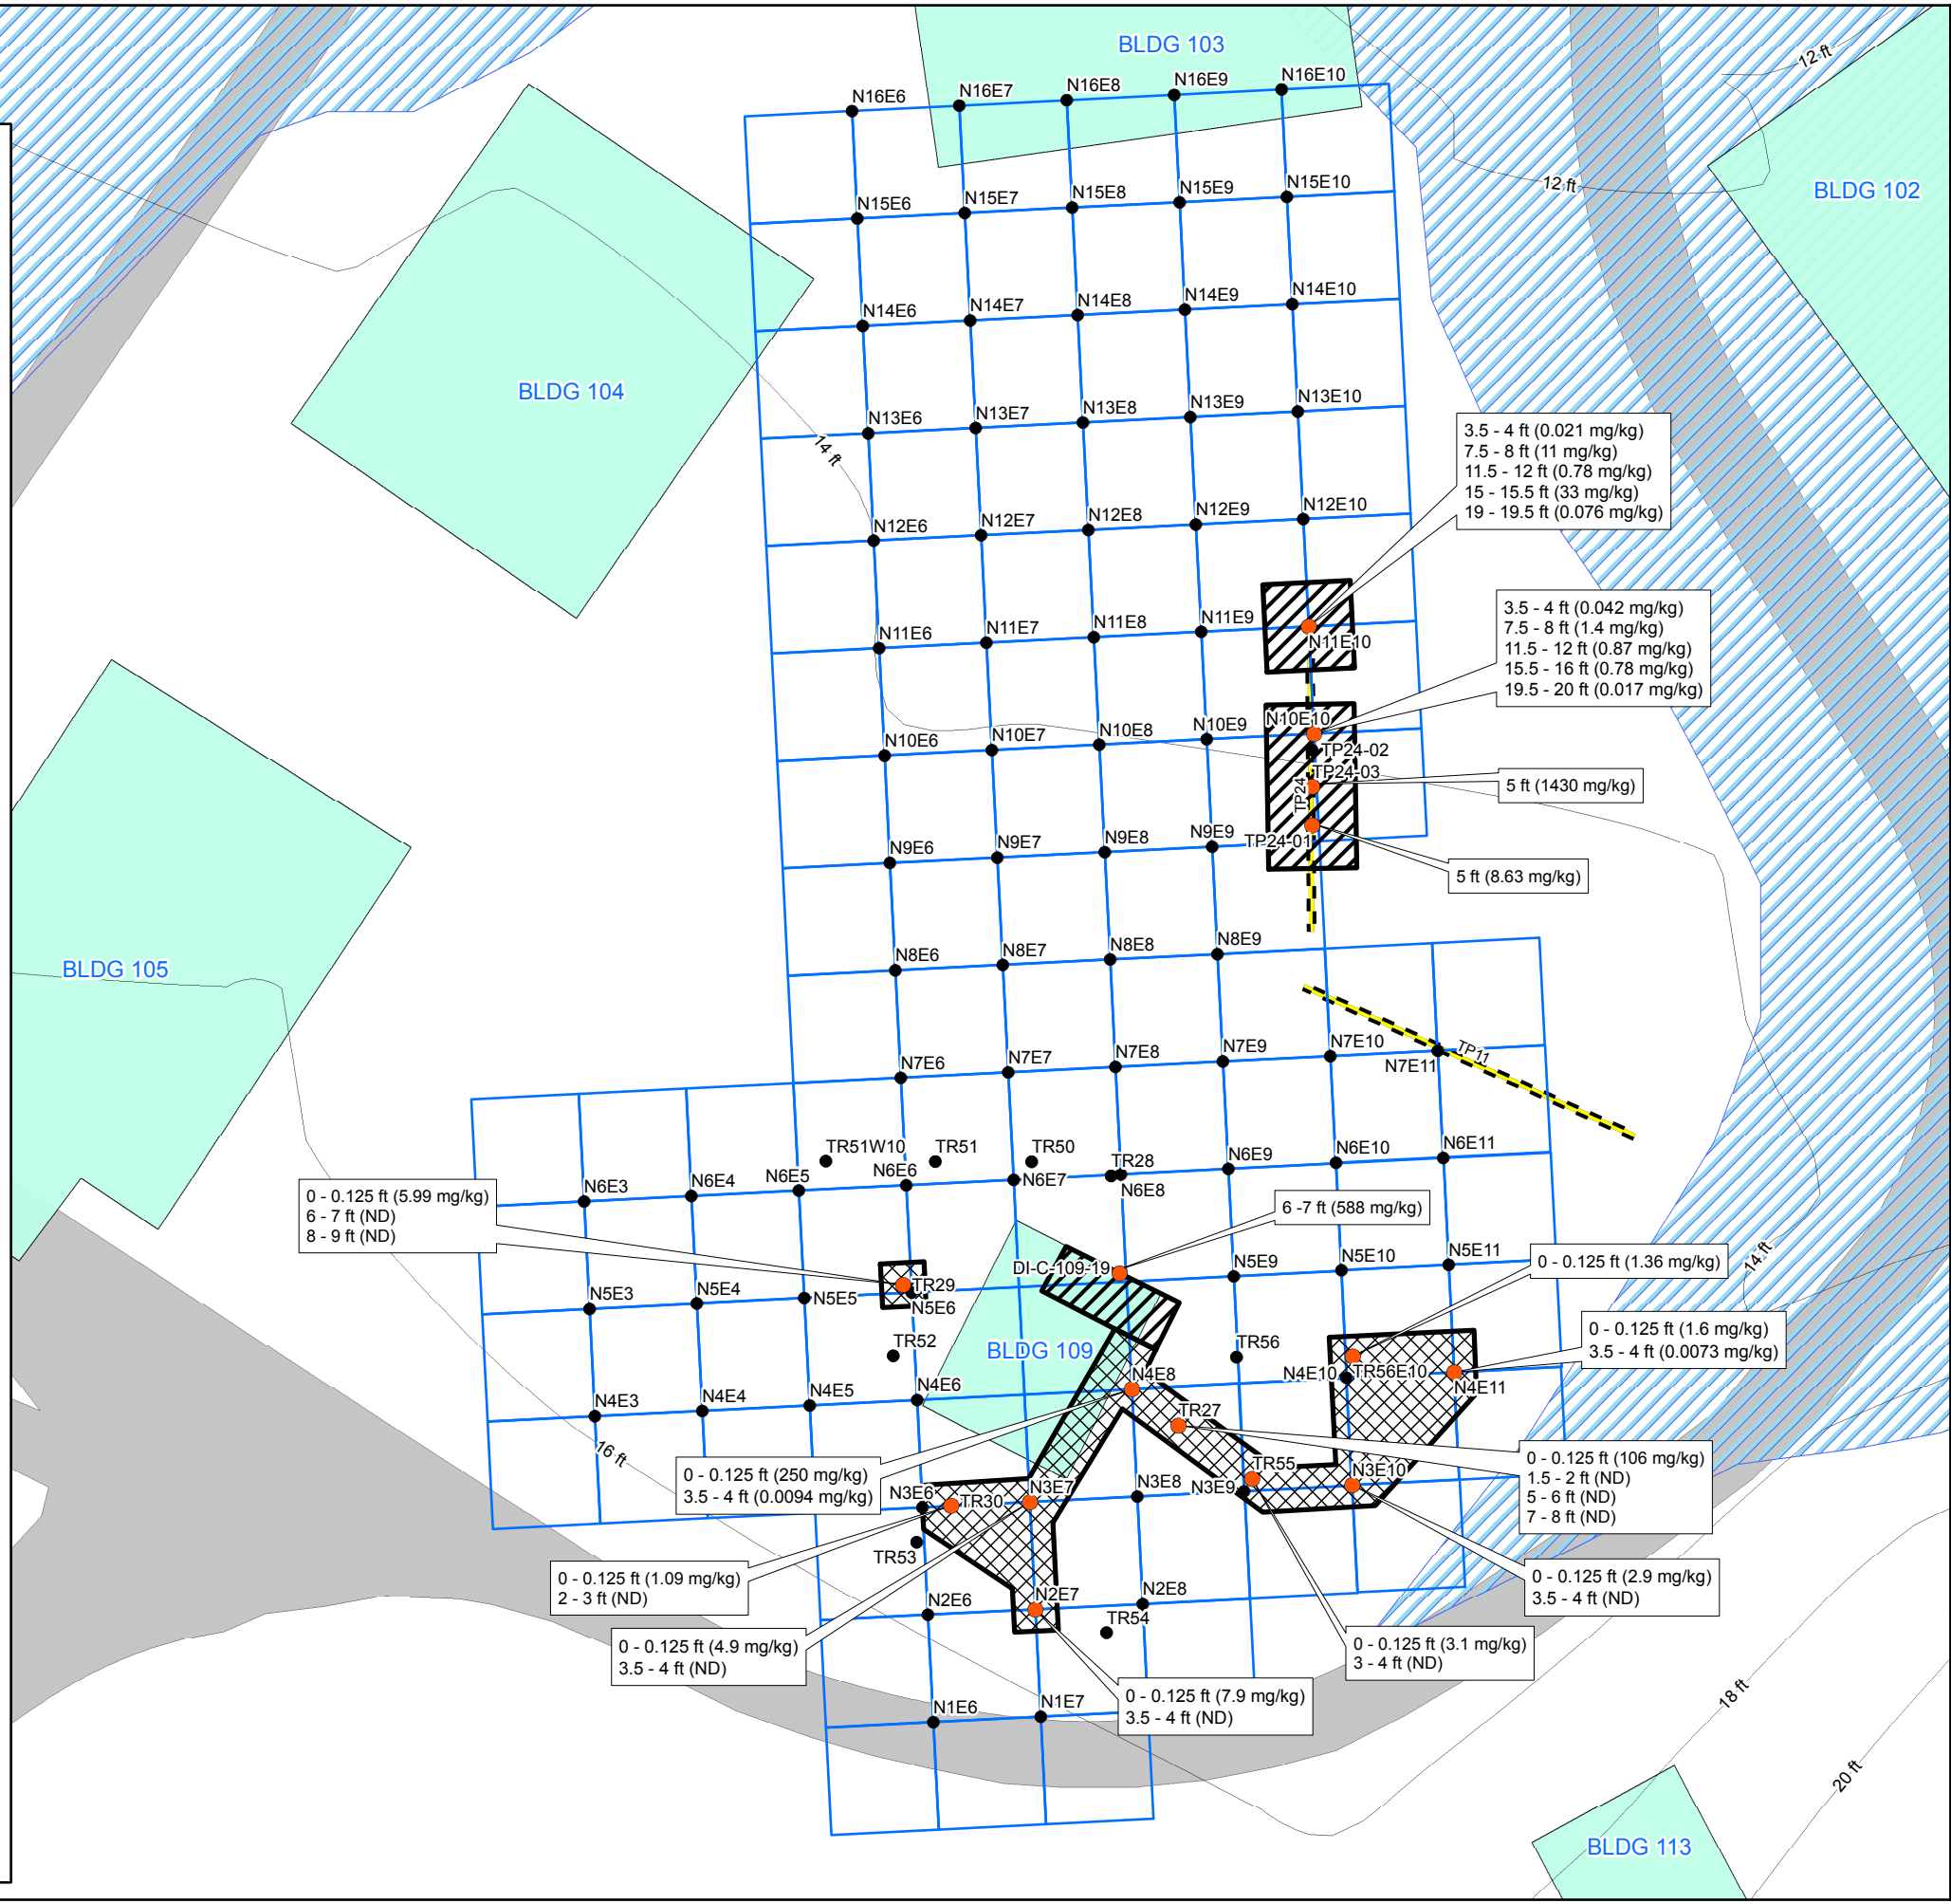 BLDG 103
12 ft
N16E6
N16E7
N16E8
N16E9
N16E10
12 ft
BLDG 102
N15E6
N15E7
N15E8
N15E9
N15E10
N14E6
N14E7
N14E8
N14E9
N14E10
BLDG 104
14 ft
N13E6
N13E7
N13E8
N13E9
N13E10
3.5 - 4 ft (0.021 mg/kg)
7.5 - 8 ft (11 mg/kg)
11.5 - 12 ft (0.78 mg/kg)
15 - 15.5 ft (33 mg/kg)
19 - 19.5 ft (0.076 mg/kg)
N12E6
N12E7
N12E8
N12E9
N12E10
N11E6
N11E7
N11E8
N11E9
N11E10
3.5 - 4 ft (0.042 mg/kg)
7.5 - 8 ft (1.4 mg/kg)
11.5 - 12 ft (0.87 mg/kg)
15.5 - 16 ft (0.78 mg/kg)
19.5 - 20 ft (0.017 mg/kg)
N10E6
N10E7
N10E8
N10E9
N10E10
TP24-02
TP24-03
TP24
5 ft (1430 mg/kg)
N9E6
N9E7
N9E8
N9E9
TP24-01
5 ft (8.63 mg/kg)
BLDG 105
N8E6
N8E7
N8E8
N8E9
N7E6
N7E7
N7E8
N7E9
N7E10
N7E11
TP11
TR51W10
TR51
TR50
TR28
N6E3
N6E4
N6E5
N6E6
N6E7
N6E8
N6E9
N6E10
N6E11
0 - 0.125 ft (5.99 mg/kg)
6 - 7 ft (ND)
8 - 9 ft (ND)
6 -7 ft (588 mg/kg)
0 - 0.125 ft (1.36 mg/kg)
14 ft
DI-C-109-19
N5E3
N5E4
N5E5
TR29
N5E6
N5E9
N5E10
N5E11
TR52
BLDG 109
TR56
0 - 0.125 ft (1.6 mg/kg)
3.5 - 4 ft (0.0073 mg/kg)
N4E3
N4E4
N4E5
N4E6
N4E8
N4E10
TR56E10
N4E11
16 ft
TR27
0 - 0.125 ft (250 mg/kg)
3.5 - 4 ft (0.0094 mg/kg)
0 - 0.125 ft (106 mg/kg)
1.5 - 2 ft (ND)
5 - 6 ft (ND)
7 - 8 ft (ND)
N3E6
TR30
N3E7
N3E8
N3E9
TR55
N3E10
TR53
0 - 0.125 ft (1.09 mg/kg)
2 - 3 ft (ND)
0 - 0.125 ft (2.9 mg/kg)
3.5 - 4 ft (ND)
N2E6
N2E7
N2E8
TR54
0 - 0.125 ft (4.9 mg/kg)
3.5 - 4 ft (ND)
0 - 0.125 ft (3.1 mg/kg)
3 - 4 ft (ND)
0 - 0.125 ft (7.9 mg/kg)
3.5 - 4 ft (ND)
N1E6
N1E7
18 ft
20 ft
BLDG 113